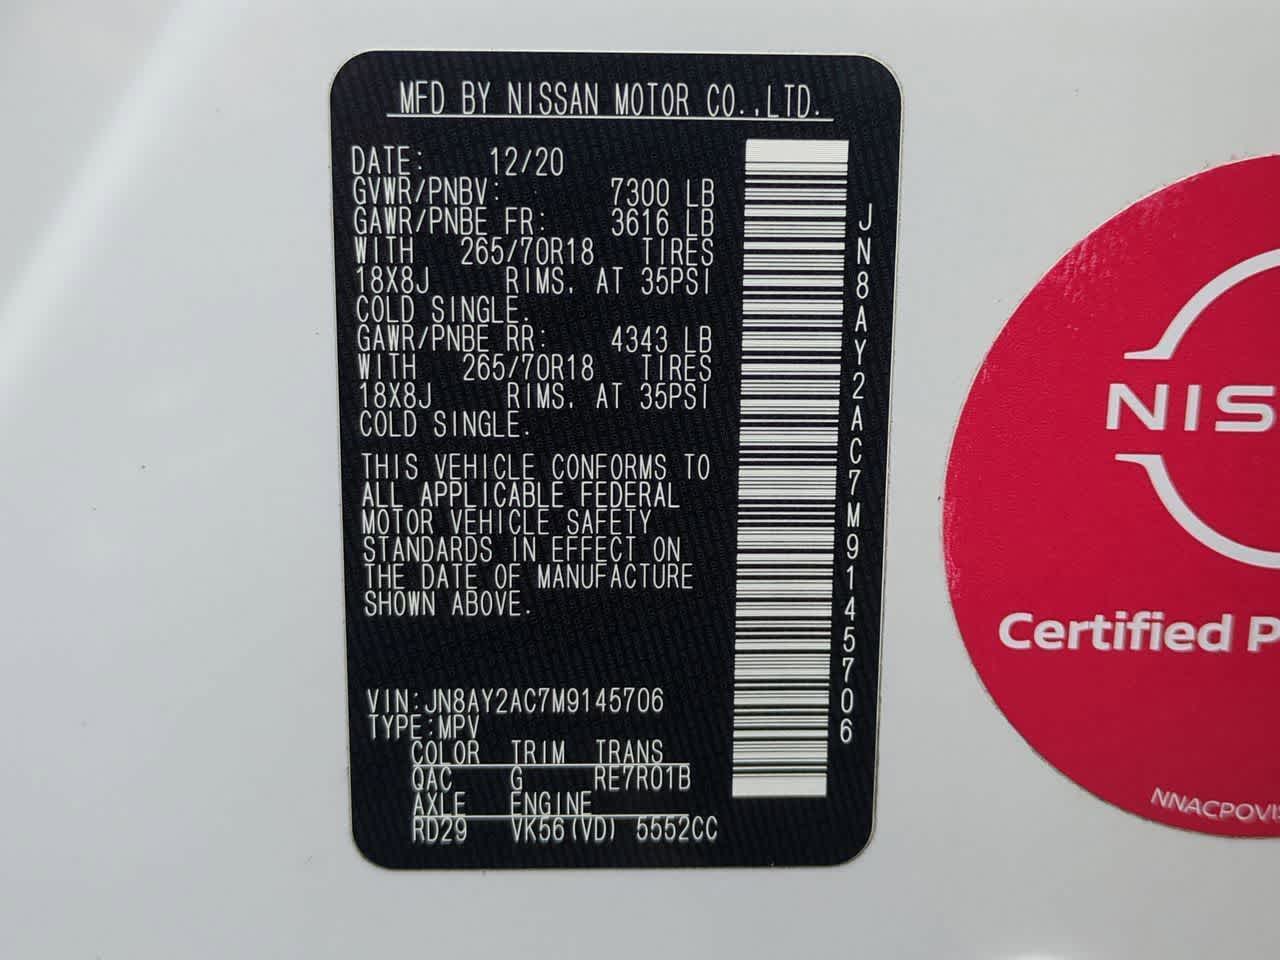 MFD BY NISSAN MOTOR CO.,LTD.
DATE: 12/20
GVWR/PNBV: 7300 LB
GAWR/PNBE FR: 3616 LB
WITH 265/70R18 TIRES
18X8J RIMS. AT 35PSI
COLD SINGLE.
GAWR/PNBE RR: 4343 LB
WITH 265/70R18 TIRES
18X8J RIMS. AT 35PSI
COLD SINGLE.
THIS VEHICLE CONFORMS TO
ALL APPLICABLE FEDERAL
MOTOR VEHICLE SAFETY
STANDARDS IN EFFECT ON
THE DATE OF MANUFACTURE
SHOWN ABOVE.
VIN:JN8AY2AC7M9145706
TYPE:MPV
COLOR TRIM TRANS
QAC G RE7R01B
AXLE ENGINE
RD29 VK56(VD) 5552CC
JN8AY2AC7M9145706
NIS
Certified P
NNACPOVIS